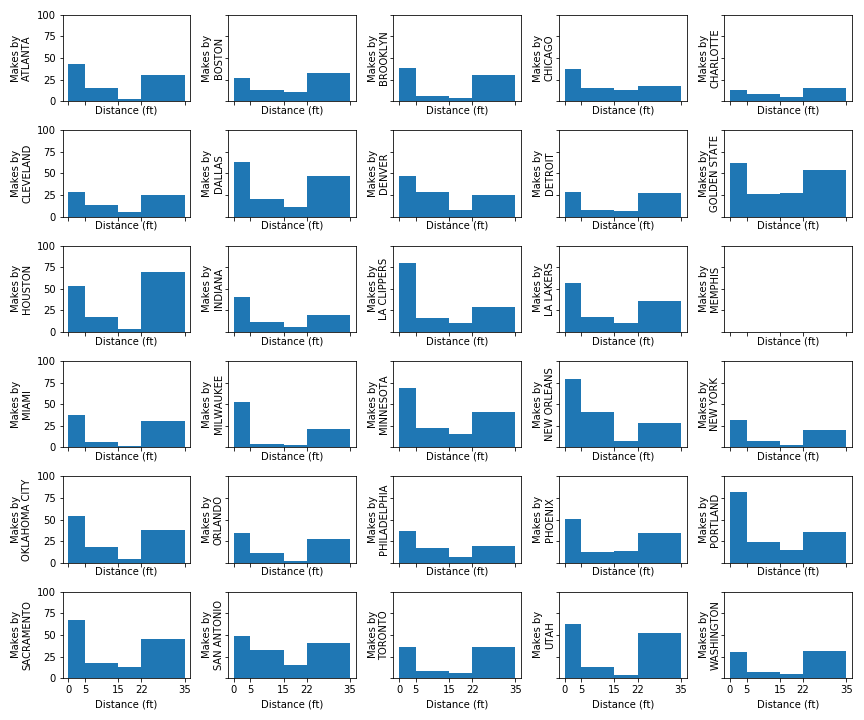 100
75
50
25
0
Makes by
ATLANTA
Distance (ft)
Makes by
BOSTON
Distance (ft)
Makes by
BROOKLYN
Distance (ft)
Makes by
CHICAGO
Distance (ft)
Makes by
CHARLOTTE
Distance (ft)
100
75
50
25
0
Makes by
CLEVELAND
Distance (ft)
Makes by
DALLAS
Distance (ft)
Makes by
DENVER
Distance (ft)
Makes by
DETROIT
Distance (ft)
Makes by
GOLDEN STATE
Distance (ft)
100
75
50
25
0
Makes by
HOUSTON
Distance (ft)
Makes by
INDIANA
Distance (ft)
Makes by
LA CLIPPERS
Distance (ft)
Makes by
LA LAKERS
Distance (ft)
Makes by
MEMPHIS
Distance (ft)
100
75
50
25
0
Makes by
MIAMI
Distance (ft)
Makes by
MILWAUKEE
Distance (ft)
Makes by
MINNESOTA
Distance (ft)
Makes by
NEW ORLEANS
Distance (ft)
Makes by
NEW YORK
Distance (ft)
100
75
50
25
0
Makes by
OKLAHOMA CITY
Distance (ft)
Makes by
ORLANDO
Distance (ft)
Makes by
PHILADELPHIA
Distance (ft)
Makes by
PHOENIX
Distance (ft)
Makes by
PORTLAND
Distance (ft)
100
75
50
25
0
Makes by
SACRAMENTO
0 5 15 22 35
Distance (ft)
Makes by
SAN ANTONIO
0 5 15 22 35
Distance (ft)
Makes by
TORONTO
0 5 15 22 35
Distance (ft)
Makes by
UTAH
0 5 15 22 35
Distance (ft)
Makes by
WASHINGTON
0 5 15 22 35
Distance (ft)